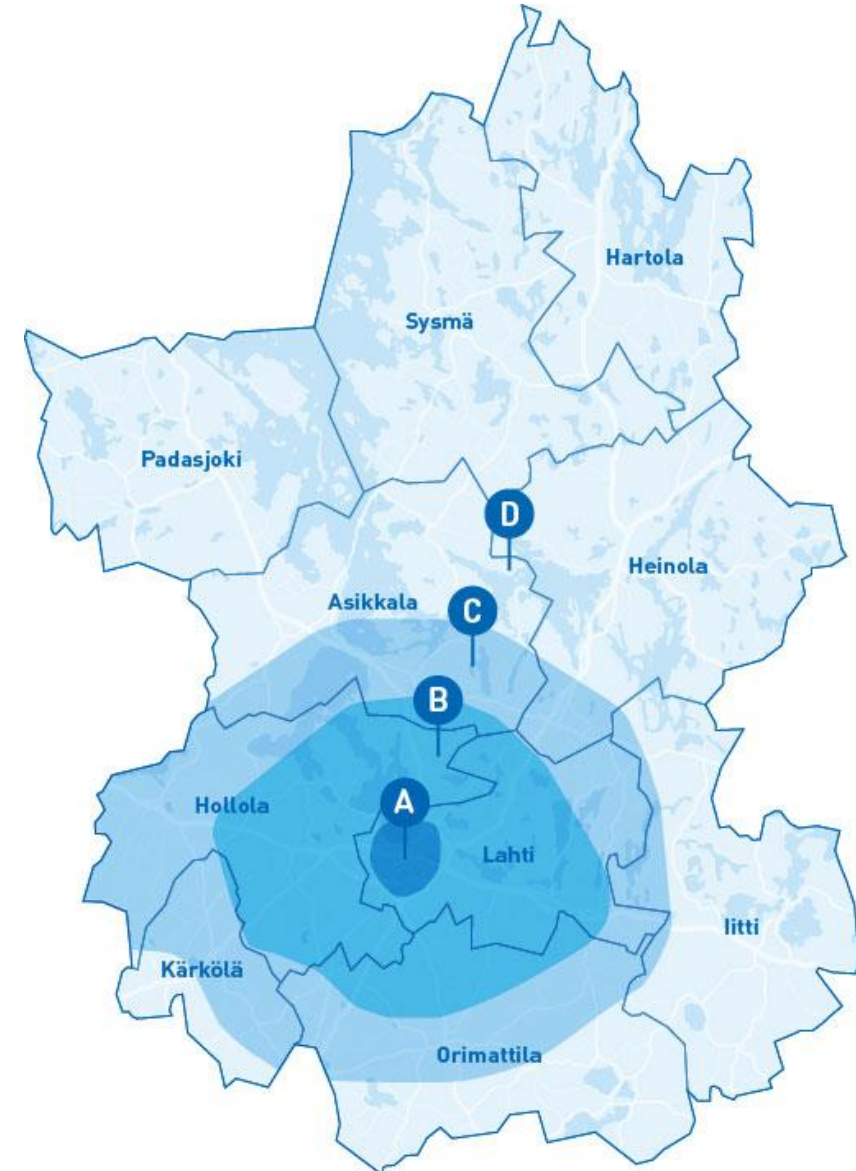 Hartola
Sysmä
Padasjoki
D
Heinola
Asikkala
C
B
A
Hollola
Lahti
Iitti
Kärkölä
Orimattila